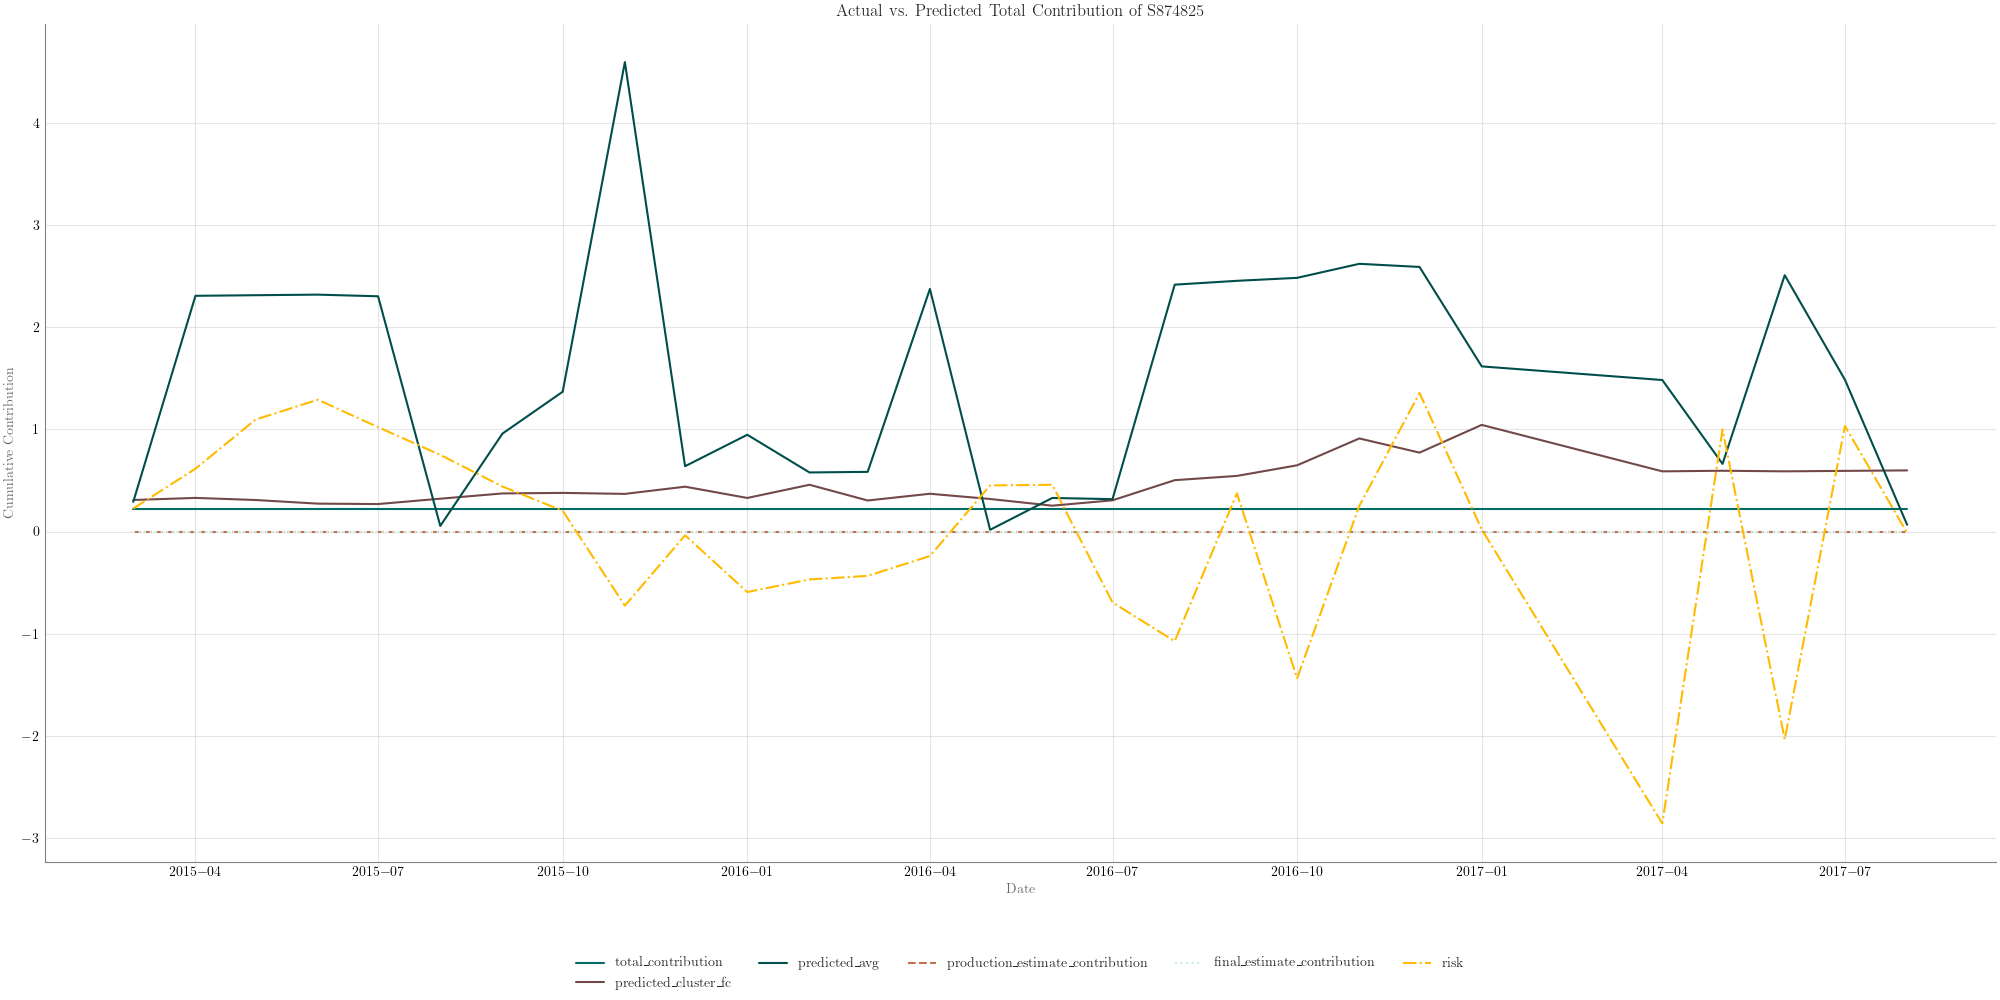 Actual vs. Predicted Total Contribution of S874825
Cumulative Contribution
4
3
2
1
0
−1
−2
−3
2015−04 2015−07 2015−10 2016−01 2016−04 2016−07 2016−10 2017−01 2017−04 2017−07
Date
total_contribution predicted_avg production_estimate_contribution final_estimate_contribution risk
predicted_cluster_fc